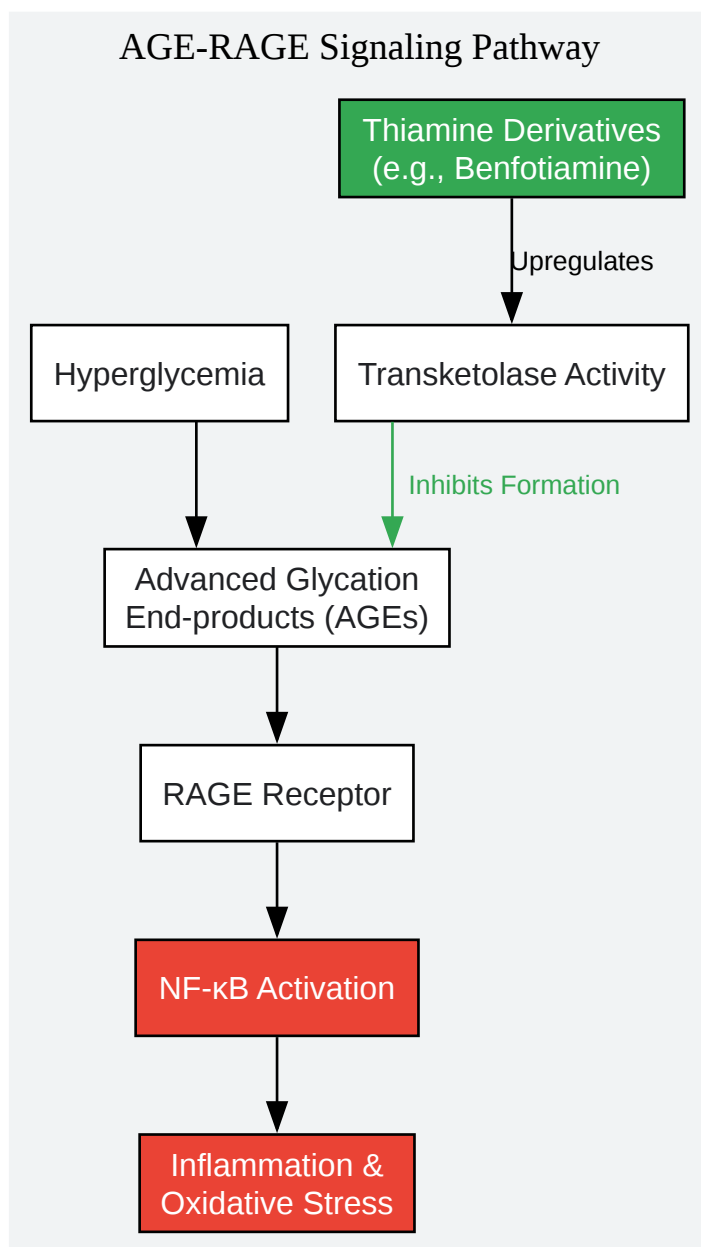 AGE-RAGE Signaling Pathway
Thiamine Derivatives
(e.g., Benfotiamine)
Upregulates
Hyperglycemia
Transketolase Activity
Inhibits Formation
Advanced Glycation
End-products (AGEs)
RAGE Receptor
NF-κB Activation
Inflammation &
Oxidative Stress